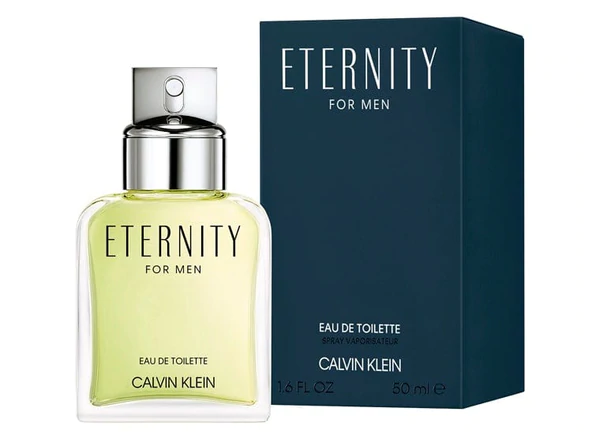 ETERNITY
FOR MEN
EAU DE TOILETTE
CALVIN KLEIN
ETERNITY
FOR MEN
EAU DE TOILETTE
SPRAY VAPORISATEUR
CALVIN KLEIN
1.6 FL OZ 50 ml e